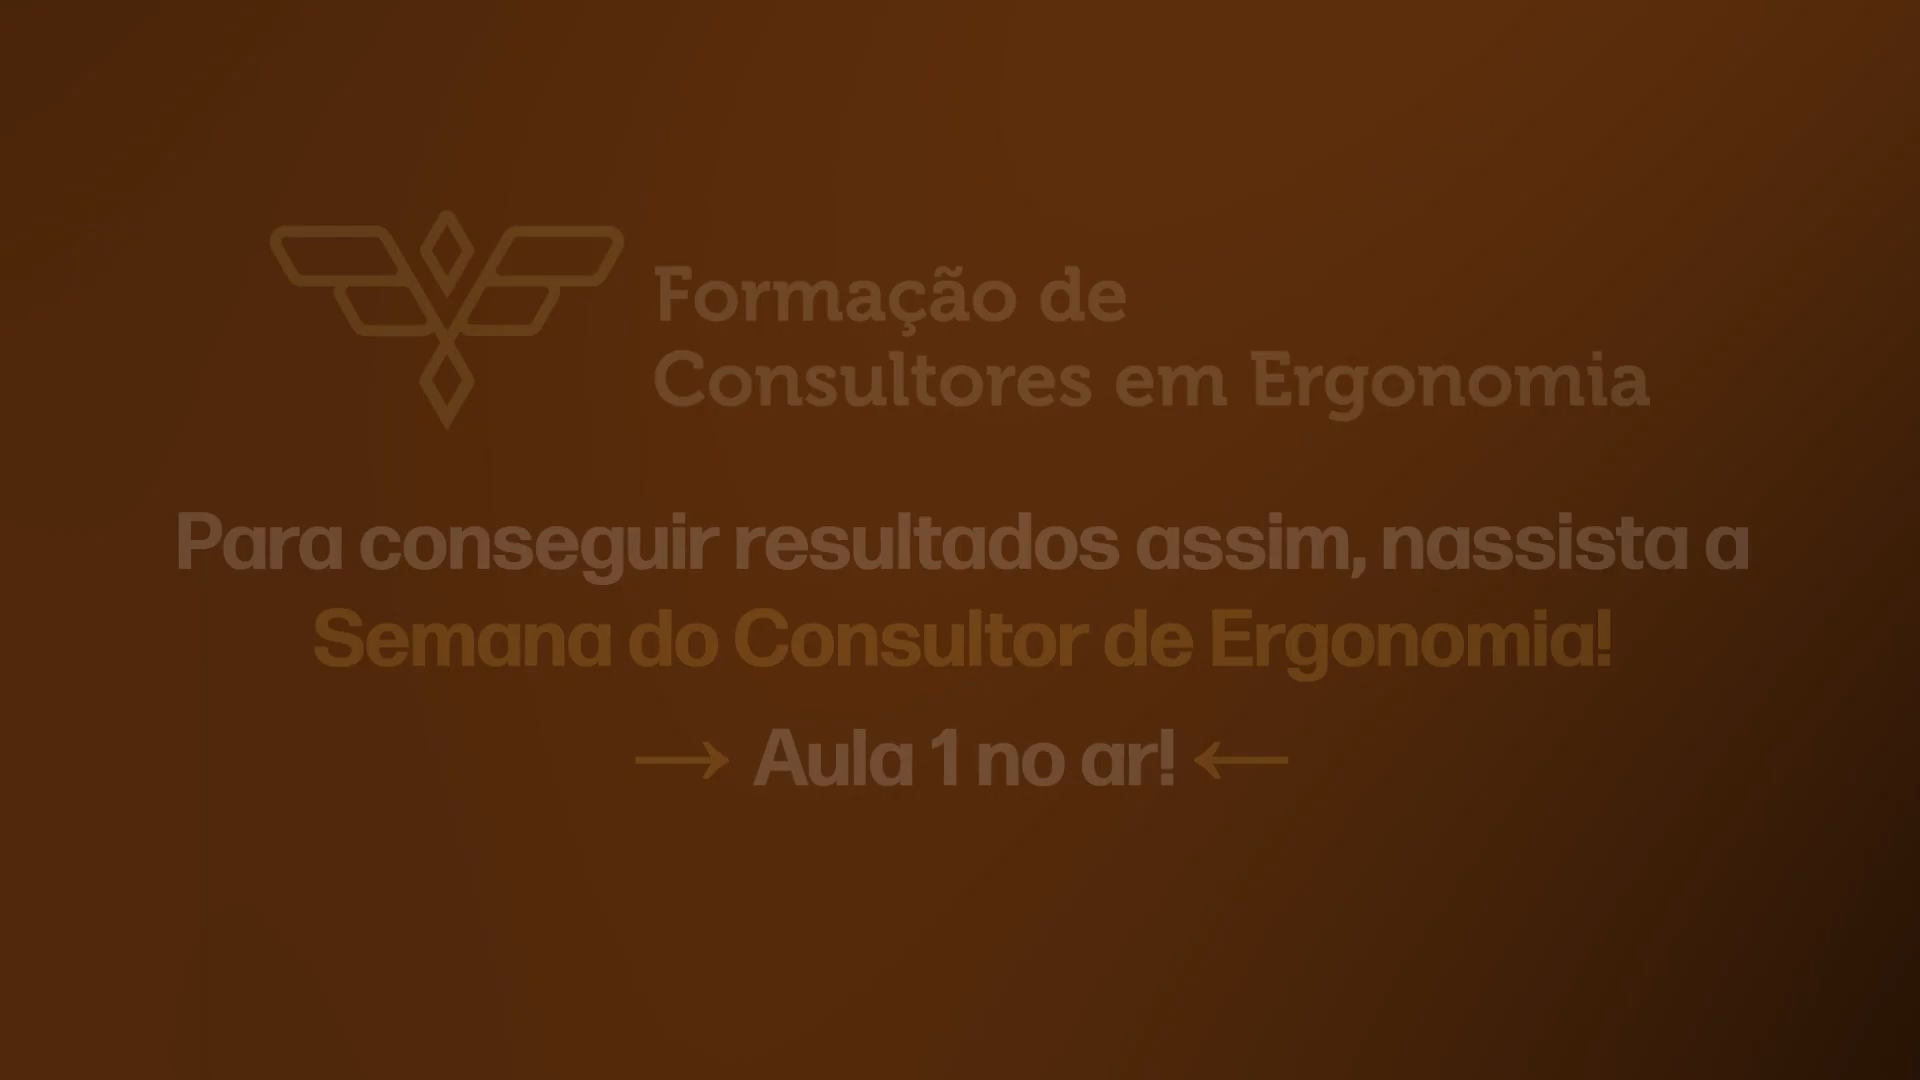 Formação de
Consultores em Ergonomia
Para conseguir resultados assim, nassista a
Semana do Consultor de Ergonomia!
→ Aula 1 no ar! ←